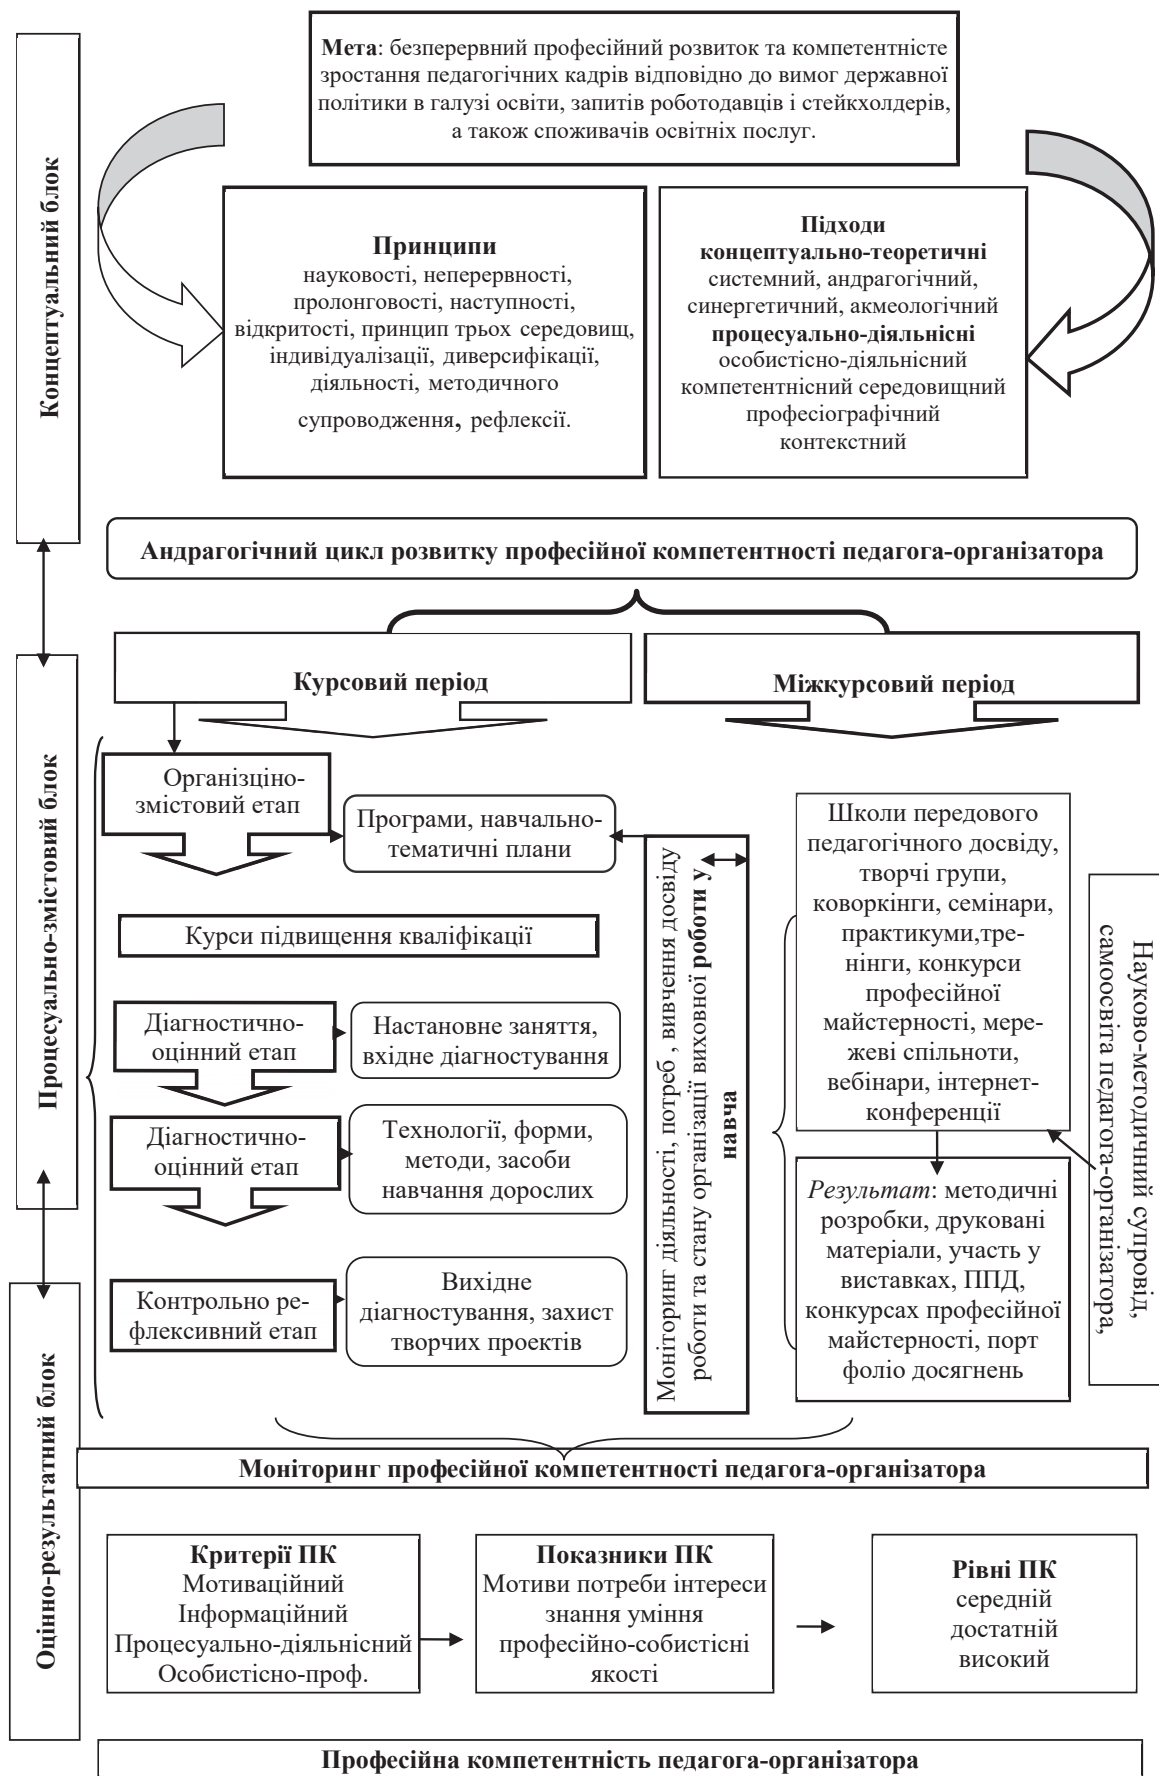 Концептуальний блок
Мета: безперервний професійний розвиток та компетентністе
зростання педагогічних кадрів відповідно до вимог державної
політики в галузі освіти, запитів роботодавців і стейкхолдерів,
а також споживачів освітніх послуг.
Принципи
науковості, неперервності,
пролонговості, наступності,
відкритості, принцип трьох середовищ,
індивідуалізації, диверсифікації,
діяльності, методичного
супроводження, рефлексії.
Підходи
концептуально-теоретичні
системний, андрагогічний,
синергетичний, акмеологічний
процесуально-діяльнісні
особистісно-діяльнісний
компетентнісний середовищний
професіографічний
контекстний
Процесуально-змістовий блок
Андрагогічний цикл розвитку професійної компетентності педагога-організатора
Курсовий період
Міжкурсовий період
Організціно-
змістовий етап
Програми, навчально-
тематичні плани
Курси підвищення кваліфікації
Діагностично-
оцінний етап
Настановне заняття,
вхідне діагностування
Діагностично-
оцінний етап
Технології, форми,
методи, засоби
навчання дорослих
Контрольно ре-
флексивний етап
Вихідне
діагностування, захист
творчих проектів
Моніторинг діяльності, потреб , вивчення досвіду
роботи та стану організації виховної роботи у
навча
Школи передового
педагогічного досвіду,
творчі групи,
коворкінги, семінари,
практикуми,тре-
нінги, конкурси
професійної
майстерності, мере-
жеві спільноти,
вебінари, інтернет-
конференції
Результат: методичні
розробки, друковані
матеріали, участь у
виставках, ППД,
конкурсах професійної
майстерності, порт
фоліо досягнень
Науково-методичний супровід,
самоосвіта педагога-організатора,
Оцінно-результатний блок
Моніторинг професійної компетентності педагога-організатора
Критерії ПК
Мотиваційний
Інформаційний
Процесуально-діяльнісний
Особистісно-проф.
Показники ПК
Мотиви потреби інтереси
знання уміння
професійно-собистісні
якості
Рівні ПК
середній
достатній
високий
Професійна компетентність педагога-організатора